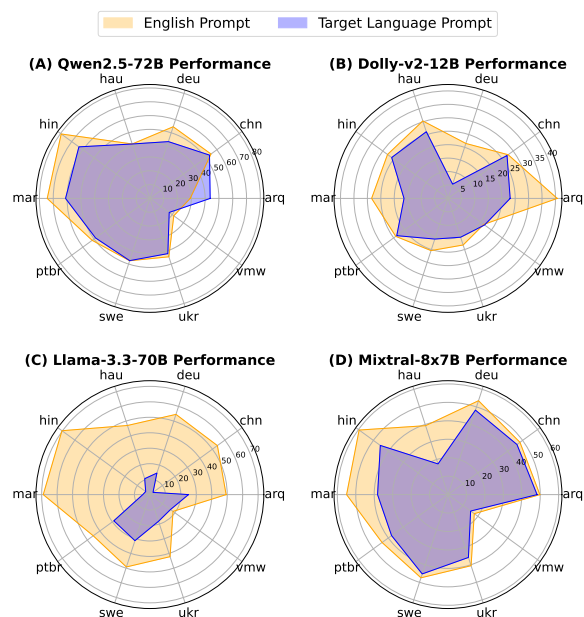 English Prompt Target Language Prompt
(A) Qwen2.5-72B Performance
arq
chn
deu
hau
hin
mar
ptbr
swe
ukr
vmw
10 20 30 40 50 60 70 80
(B) Dolly-v2-12B Performance
arq
chn
deu
hau
hin
mar
ptbr
swe
ukr
vmw
5 10 15 20 25 30 35 40
(C) Llama-3.3-70B Performance
arq
chn
deu
hau
hin
mar
ptbr
swe
ukr
vmw
10 20 30 40 50 60 70
(D) Mixtral-8x7B Performance
arq
chn
deu
hau
hin
mar
ptbr
swe
ukr
vmw
10 20 30 40 50 60